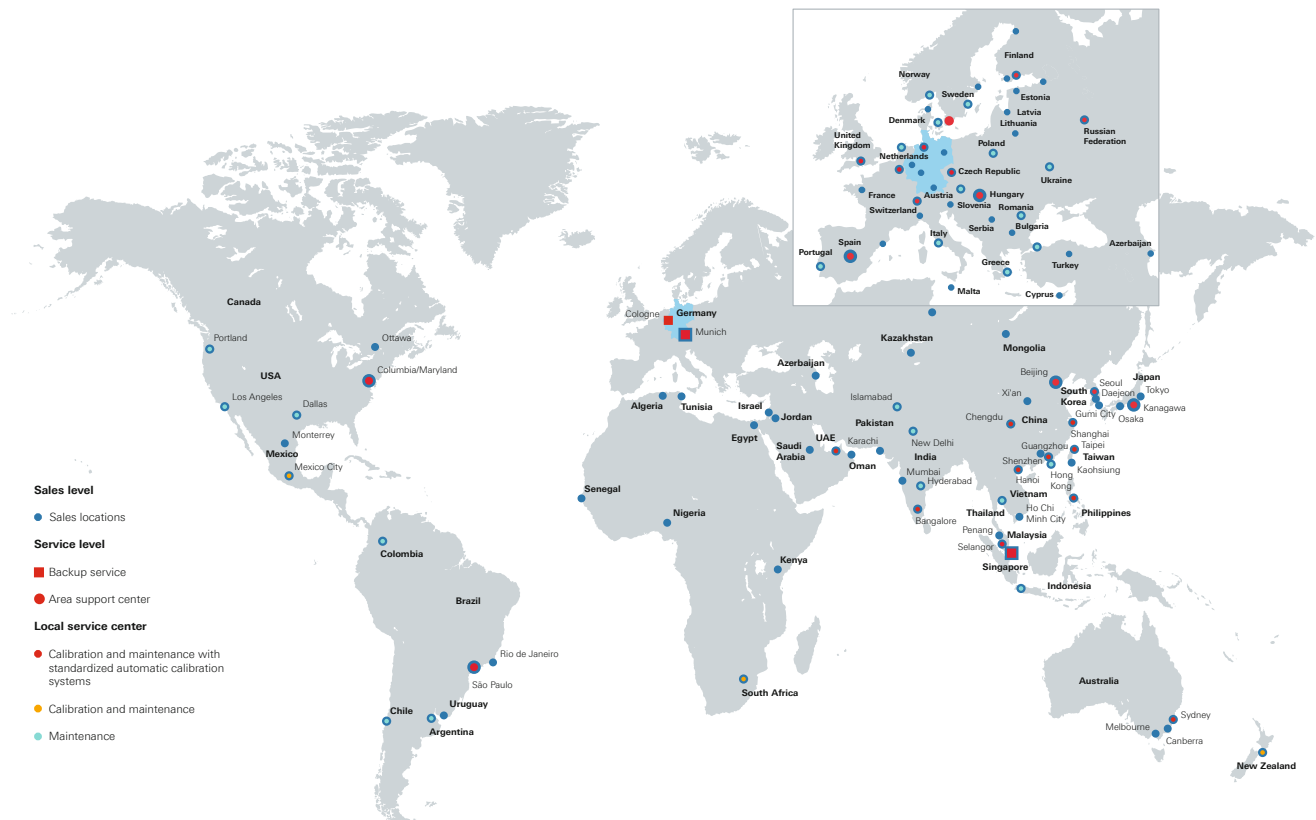 Finland
Norway
Sweden
Estonia
Latvia
Denmark
Lithuania
Russian
Federation
United
Kingdom
Poland
Netherlands
Czech Republic
Ukraine
France
Austria
Hungary
Switzerland
Slovenia
Romania
Serbia
Bulgaria
Italy
Spain
Portugal
Azerbaijan
Greece
Turkey
Malta
Cyprus
Canada
Cologne
Germany
Munich
Portland
Ottawa
Kazakhstan
Mongolia
USA
Columbia/Maryland
Azerbaijan
Beijing
Japan
Los Angeles
Dallas
Algeria
Tunisia
Israel
Jordan
Islamabad
Pakistan
Xi'an
South
Korea
Seoul
Daejeon
Tokyo
Gumi City
Kanagawa
Osaka
Chengdu
China
Shanghai
Monterrey
Mexico
Mexico City
Egypt
Saudi
Arabia
UAE
Karachi
Oman
New Delhi
India
Guangzhou
Taipei
Shenzhen
Taiwan
Kaohsiung
Hanoi
Hong
Kong
Mumbai
Hyderabad
Senegal
Nigeria
Bangalore
Thailand
Vietnam
Ho Chi
Minh City
Philippines
Penang
Malaysia
Selangor
Singapore
Indonesia
Colombia
Kenya
Brazil
Rio de Janeiro
São Paulo
South Africa
Australia
Chile
Uruguay
Argentina
Sydney
Melbourne
Canberra
New Zealand
Sales level
Sales locations
Service level
Backup service
Area support center
Local service center
Calibration and maintenance with
standardized automatic calibration
systems
Calibration and maintenance
Maintenance